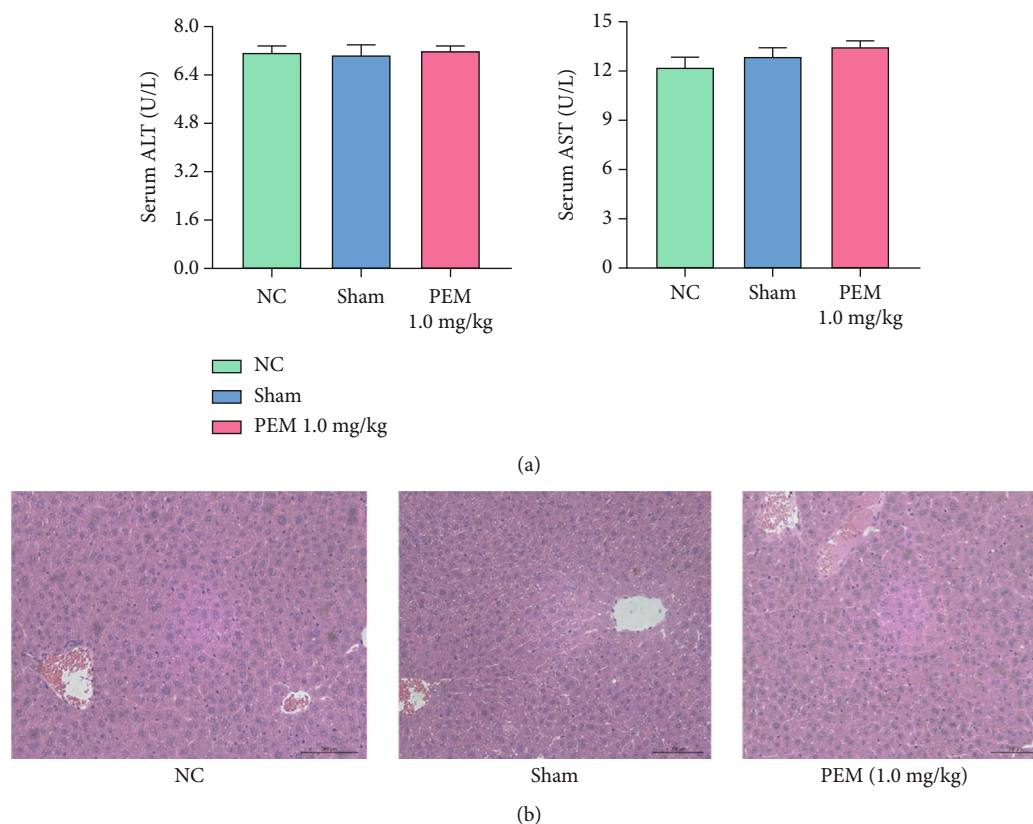 8.0
6.4
4.8
3.2
1.6
0.0
Serum ALT (U/L)
NC
Sham
PEM
1.0 mg/kg
15
12
9
6
3
0
Serum AST (U/L)
NC
Sham
PEM
1.0 mg/kg
NC
Sham
PEM 1.0 mg/kg
(a)
NC
Sham
PEM (1.0 mg/kg)
(b)